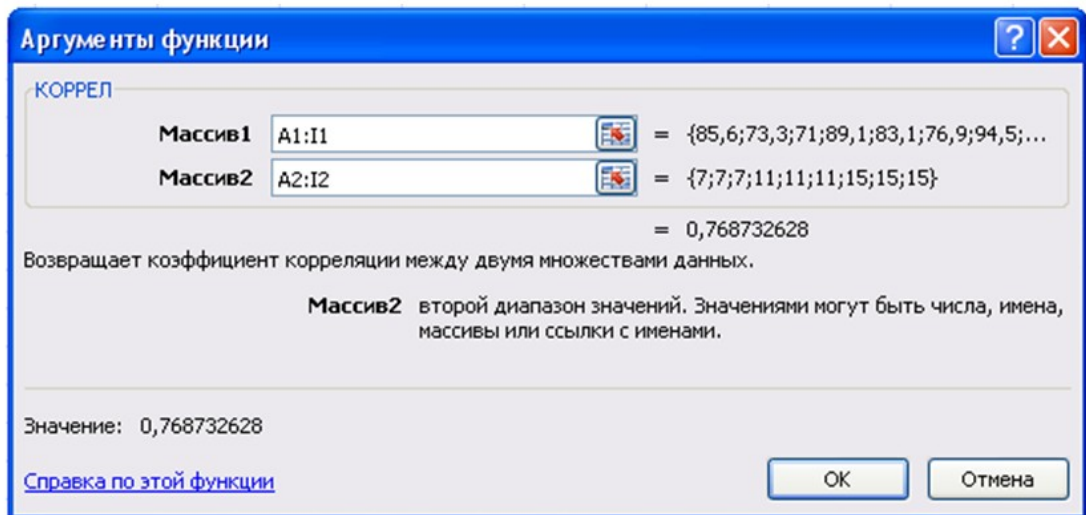 Аргументы функции
КОРРЕЛ
Массив1 A1:I1 = {85,6;73,3;71;89,1;83,1;76,9;94,5;...
Массив2 A2:I2 = {7;7;7;11;11;11;15;15;15}
= 0,768732628
Возвращает коэффициент корреляции между двумя множествами данных.
Массив2 второй диапазон значений. Значениями могут быть числа, имена,
массивы или ссылки с именами.
Значение: 0,768732628
Справка по этой функции
ОК
Отмена